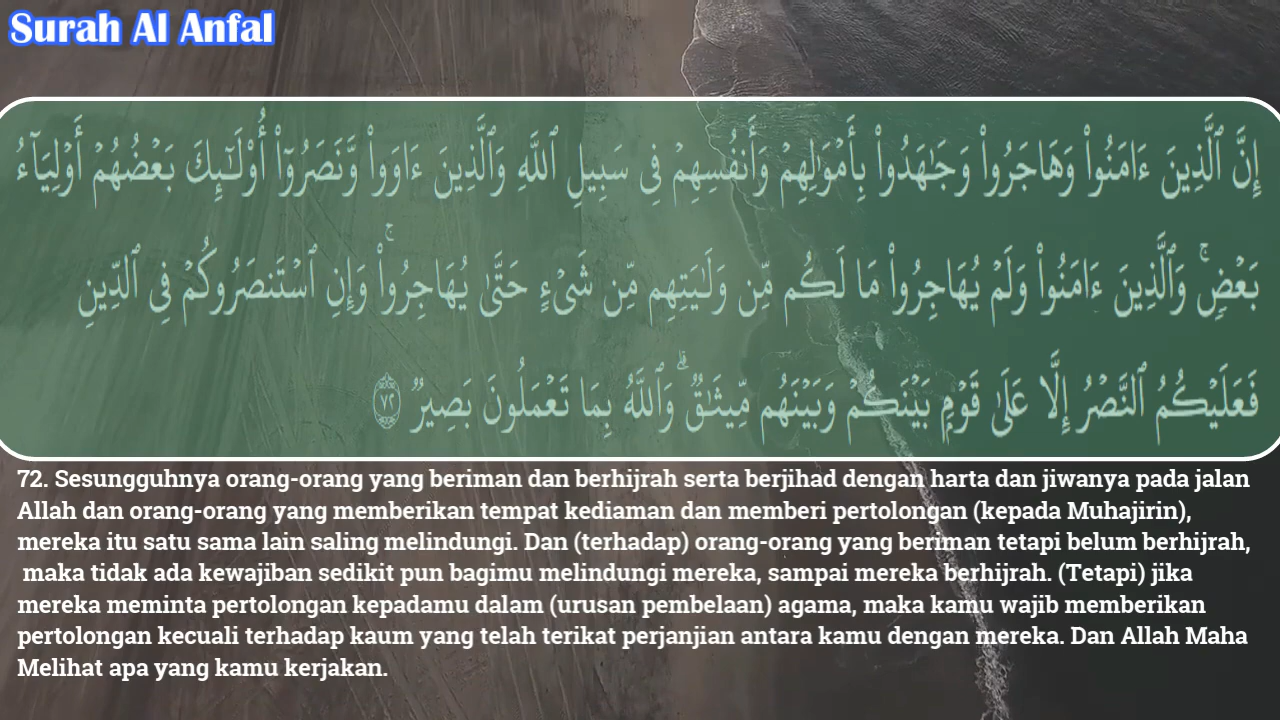 Surah Al Anfal
إِنَّ ٱلَّذِينَ ءَامَنُوا۟ وَهَاجَرُوا۟ وَجَٰهَدُوا۟ بِأَمْوَٰلِهِمْ وَأَنفُسِهِمْ فِى سَبِيلِ ٱللَّهِ وَٱلَّذِينَ ءَاوَوا۟ وَّنَصَرُوٓا۟ أُو۟لَٰٓئِكَ بَعْضُهُمْ أَوْلِيَآءُ
بَعْضٍ ۚ وَٱلَّذِينَ ءَامَنُوا۟ وَلَمْ يُهَاجِرُوا۟ مَا لَكُم مِّن وَلَٰيَتِهِم مِّن شَىْءٍ حَتَّىٰ يُهَاجِرُوا۟ ۚ وَإِنِ ٱسْتَنصَرُوكُمْ فِى ٱلدِّينِ
فَعَلَيْكُمُ ٱلنَّصْرُ إِلَّا عَلَىٰ قَوْمٍۭ بَيْنَكُمْ وَبَيْنَهُم مِّيثَٰقٌ ۗ وَٱللَّهُ بِمَا تَعْمَلُونَ بَصِيرٌ ۝٧٢
72. Sesungguhnya orang-orang yang beriman dan berhijrah serta berjihad dengan harta dan jiwanya pada jalan
Allah dan orang-orang yang memberikan tempat kediaman dan memberi pertolongan (kepada Muhajirin),
mereka itu satu sama lain saling melindungi. Dan (terhadap) orang-orang yang beriman tetapi belum berhijrah,
maka tidak ada kewajiban sedikit pun bagimu melindungi mereka, sampai mereka berhijrah. (Tetapi) jika
mereka meminta pertolongan kepadamu dalam (urusan pembelaan) agama, maka kamu wajib memberikan
pertolongan kecuali terhadap kaum yang telah terikat perjanjian antara kamu dengan mereka. Dan Allah Maha
Melihat apa yang kamu kerjakan.